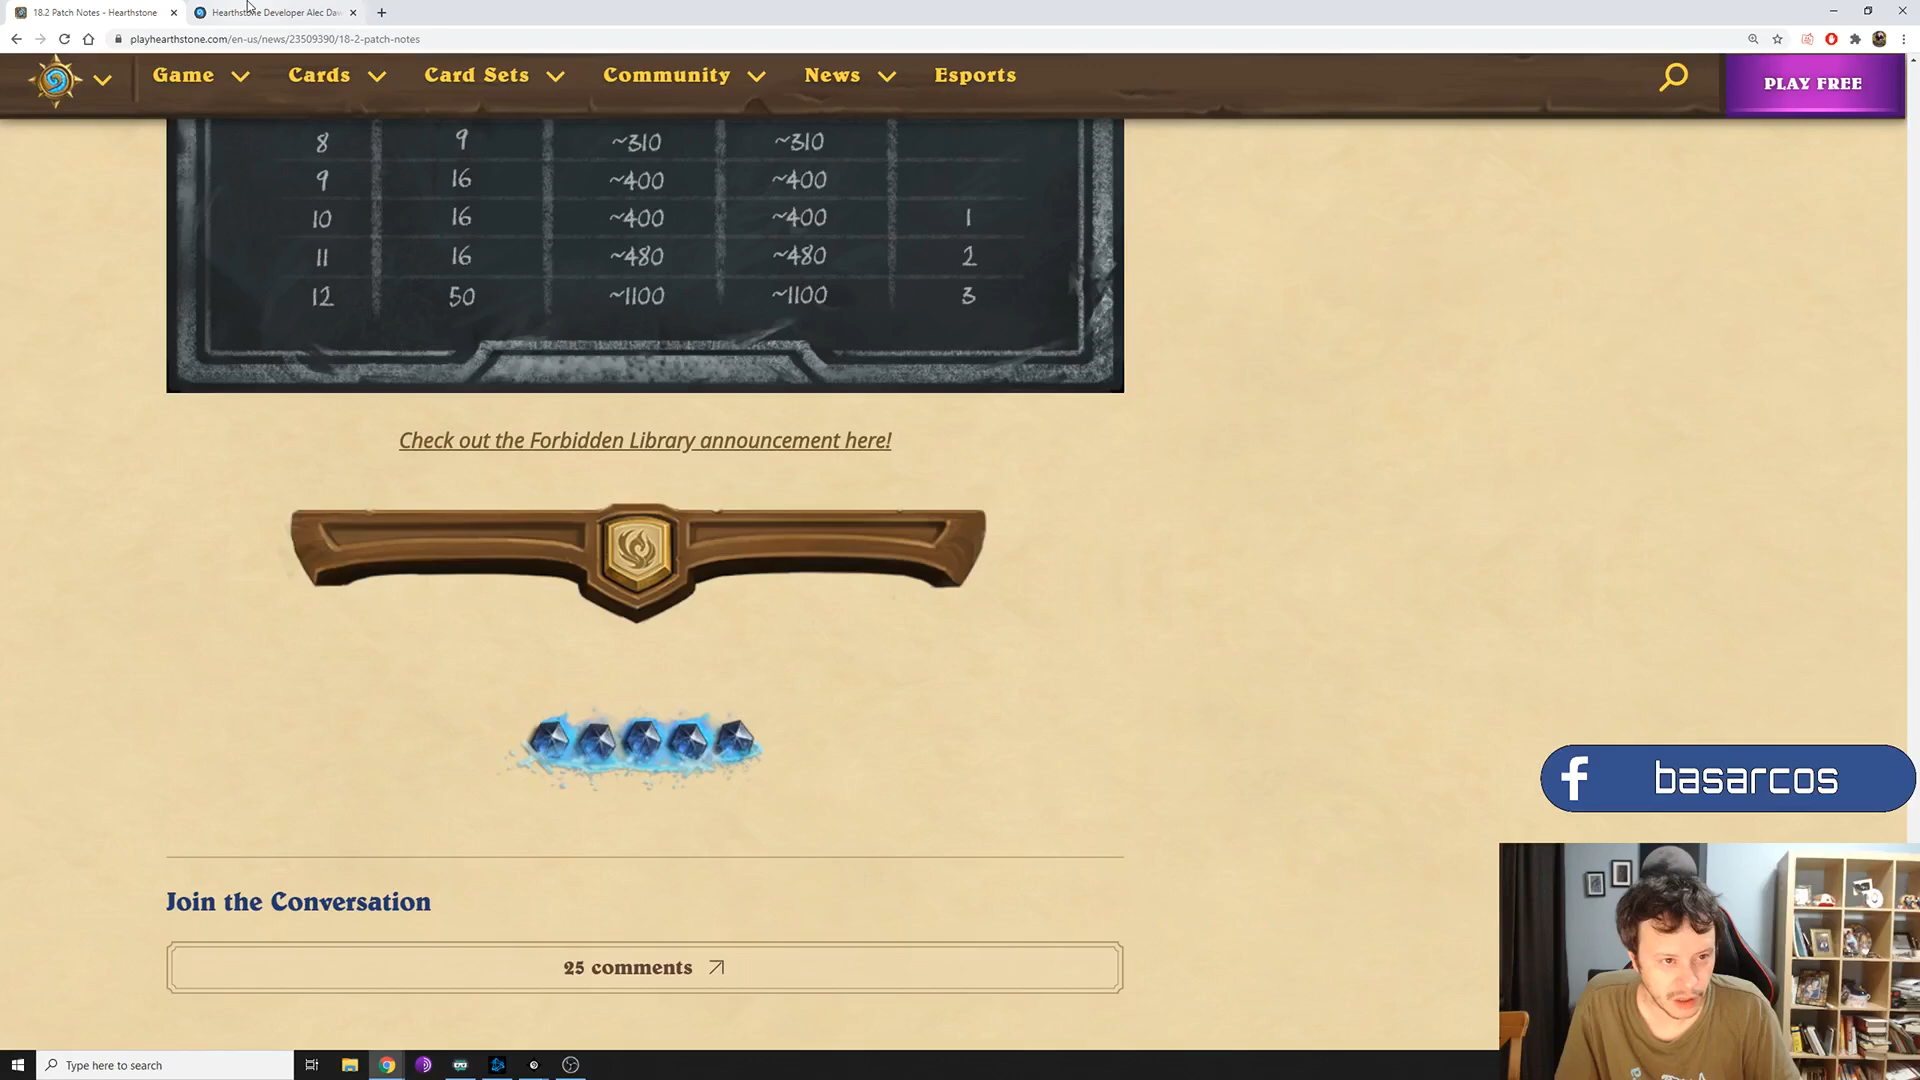 18.2 Patch Notes - Hearthstone
Hearthstone Developer Alec Daw
playhearthstone.com/en-us/news/23509390/18-2-patch-notes
Game
Cards
Card Sets
Community
News
Esports
PLAY FREE
8 9 ~310 ~310
9 16 ~400 ~400
10 16 ~400 ~400 1
11 16 ~480 ~480 2
12 50 ~1100 ~1100 3
Check out the Forbidden Library announcement here!
f basarcos
Join the Conversation
25 comments
Type here to search